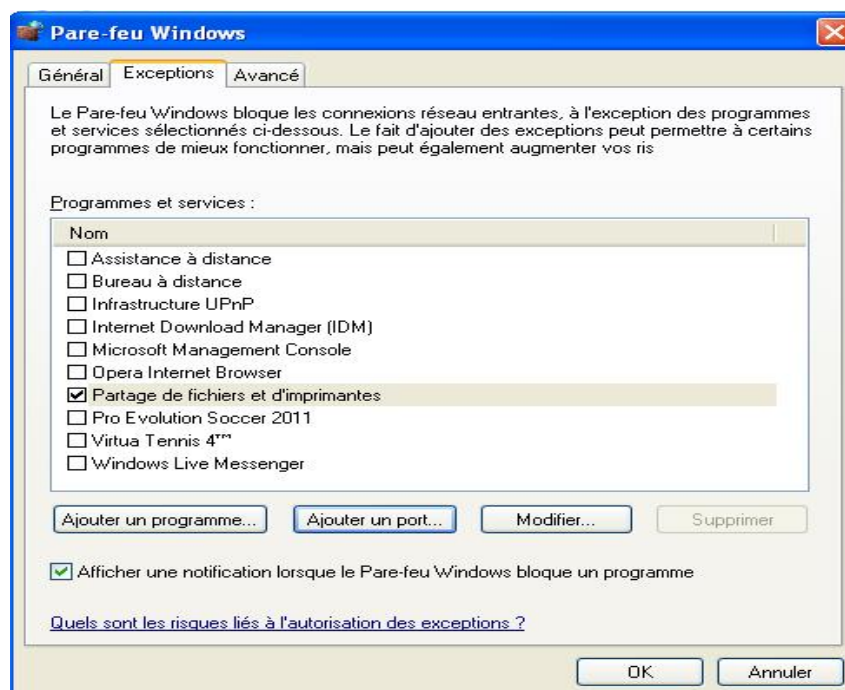 Pare-feu Windows
Général
Exceptions
Avancé
Le Pare-feu Windows bloque les connexions réseau entrantes, à l'exception des programmes
et services sélectionnés ci-dessous. Le fait d'ajouter des exceptions peut permettre à certains
programmes de mieux fonctionner, mais peut également augmenter vos ris
Programmes et services :
Nom
Assistance à distance
Bureau à distance
Infrastructure UPnP
Internet Download Manager (IDM)
Microsoft Management Console
Opera Internet Browser
Partage de fichiers et d'imprimantes
Pro Evolution Soccer 2011
Virtua Tennis 4™
Windows Live Messenger
Ajouter un programme...
Ajouter un port...
Modifier...
Supprimer
Afficher une notification lorsque le Pare-feu Windows bloque un programme
Quels sont les risques liés à l'autorisation des exceptions ?
OK
Annuler